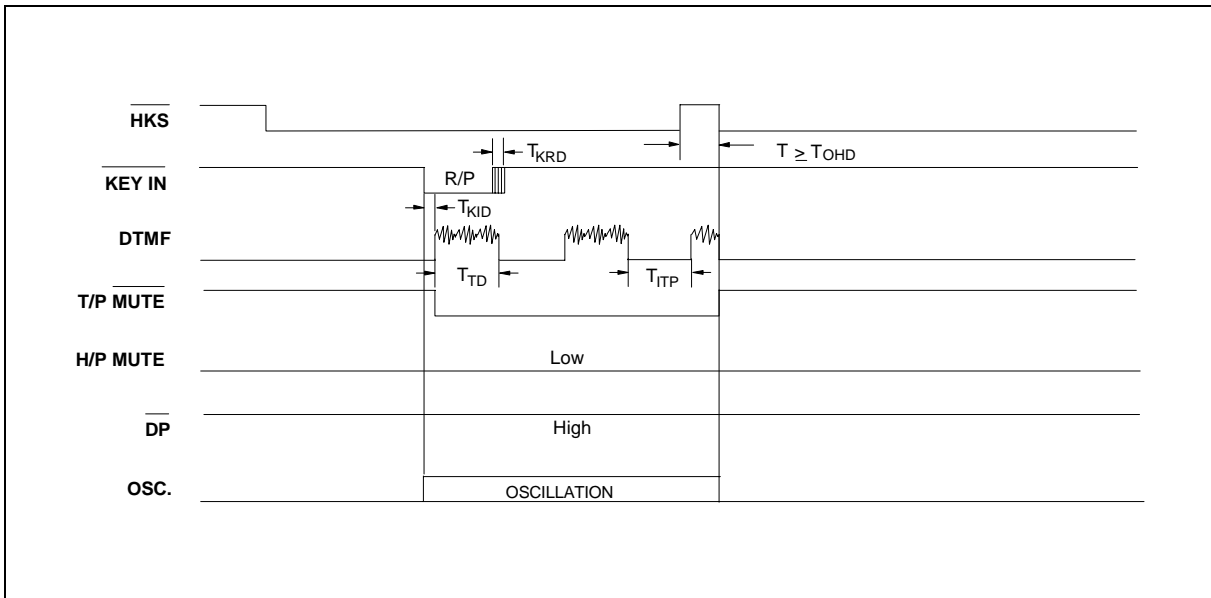 HKS
TKRD
T ≥ TOHD
KEY IN
R/P
TKID
DTMF
TTD
TITP
T/P MUTE
H/P MUTE
Low
DP
High
OSC.
OSCILLATION